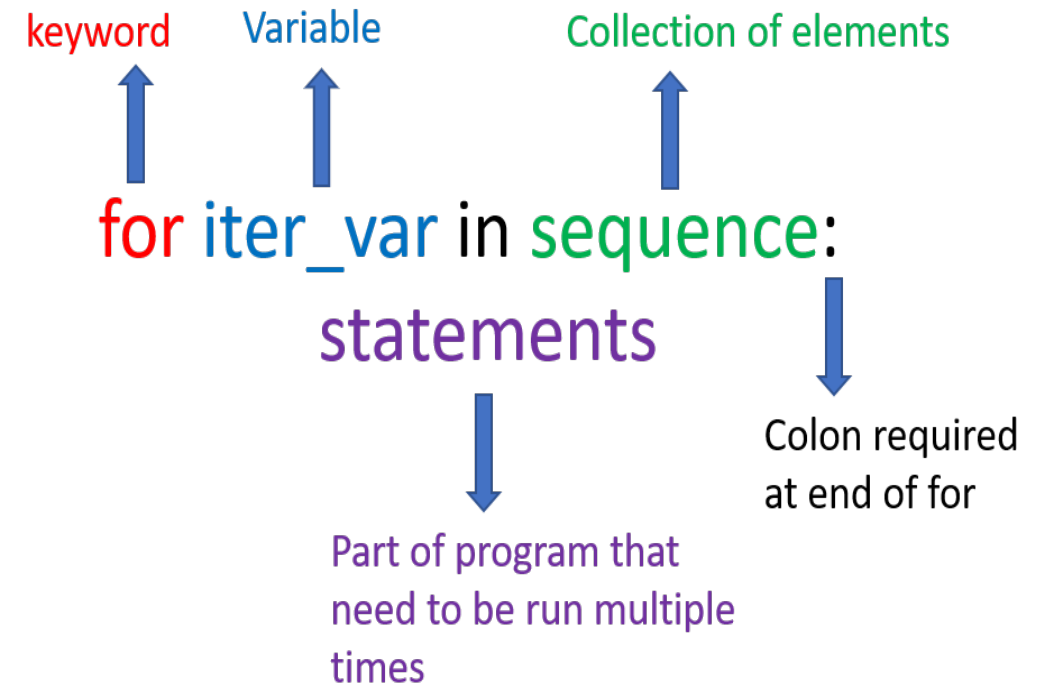 keyword
Variable
Collection of elements
for iter_var in sequence:
statements
Colon required
at end of for
Part of program that
need to be run multiple
times